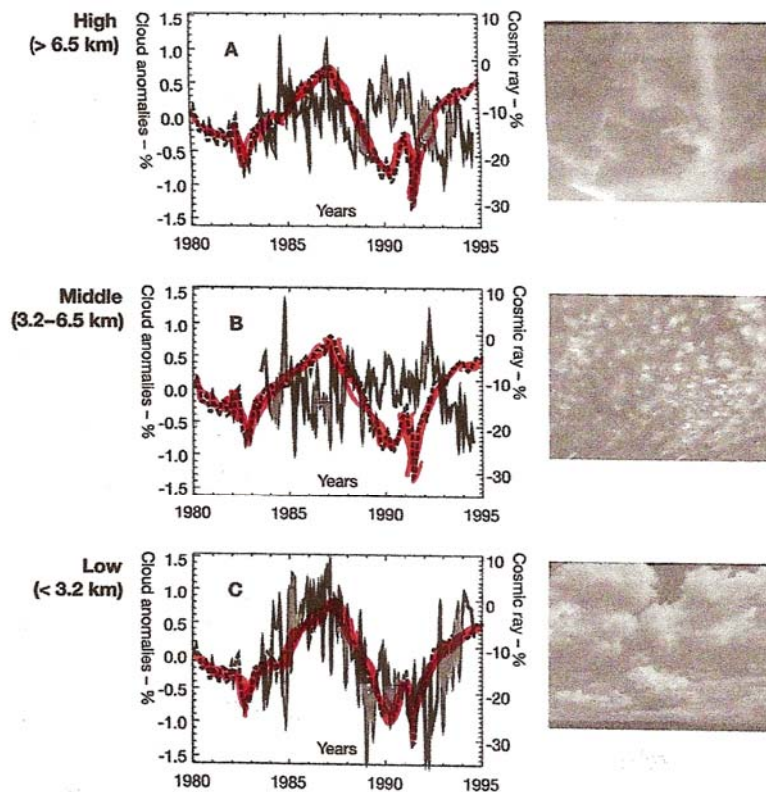 High
(> 6.5 km)
A
Cloud anomalies – %
1.5
1.0
0.5
0.0
-0.5
-1.0
-1.5
Cosmic ray – %
10
0
-10
-20
-30
Years
1980 1985 1990 1995
Middle
(3.2–6.5 km)
B
Cloud anomalies – %
1.5
1.0
0.5
0.0
-0.5
-1.0
-1.5
Cosmic ray – %
10
0
-10
-20
-30
Years
1980 1985 1990 1995
Low
(< 3.2 km)
C
Cloud anomalies – %
1.5
1.0
0.5
0.0
-0.5
-1.0
-1.5
Cosmic ray – %
10
0
-10
-20
-30
Years
1980 1985 1990 1995